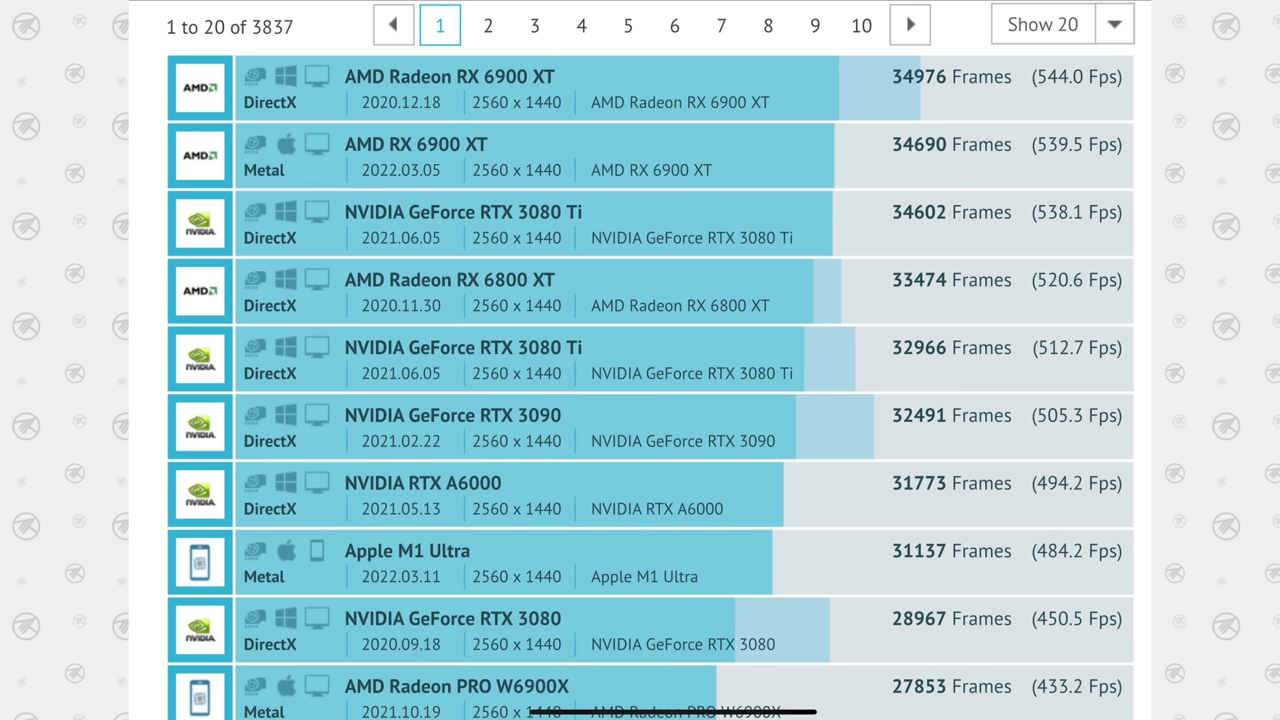 1 to 20 of 3837 1 2 3 4 5 6 7 8 9 10 Show 20
AMD AMD Radeon RX 6900 XT 34976 Frames (544.0 Fps)
DirectX 2020.12.18 2560 x 1440 AMD Radeon RX 6900 XT
AMD AMD RX 6900 XT 34690 Frames (539.5 Fps)
Metal 2022.03.05 2560 x 1440 AMD RX 6900 XT
NVIDIA. NVIDIA GeForce RTX 3080 Ti 34602 Frames (538.1 Fps)
DirectX 2021.06.05 2560 x 1440 NVIDIA GeForce RTX 3080 Ti
AMD AMD Radeon RX 6800 XT 33474 Frames (520.6 Fps)
DirectX 2020.11.30 2560 x 1440 AMD Radeon RX 6800 XT
NVIDIA. NVIDIA GeForce RTX 3080 Ti 32966 Frames (512.7 Fps)
DirectX 2021.06.05 2560 x 1440 NVIDIA GeForce RTX 3080 Ti
NVIDIA. NVIDIA GeForce RTX 3090 32491 Frames (505.3 Fps)
DirectX 2021.02.22 2560 x 1440 NVIDIA GeForce RTX 3090
NVIDIA. NVIDIA RTX A6000 31773 Frames (494.2 Fps)
DirectX 2021.05.13 2560 x 1440 NVIDIA RTX A6000
Apple M1 Ultra 31137 Frames (484.2 Fps)
Metal 2022.03.11 2560 x 1440 Apple M1 Ultra
NVIDIA. NVIDIA GeForce RTX 3080 28967 Frames (450.5 Fps)
DirectX 2020.09.18 2560 x 1440 NVIDIA GeForce RTX 3080
AMD Radeon PRO W6900X 27853 Frames (433.2 Fps)
Metal 2021.10.19 2560 x 1440 AMD Radeon PRO W6900X